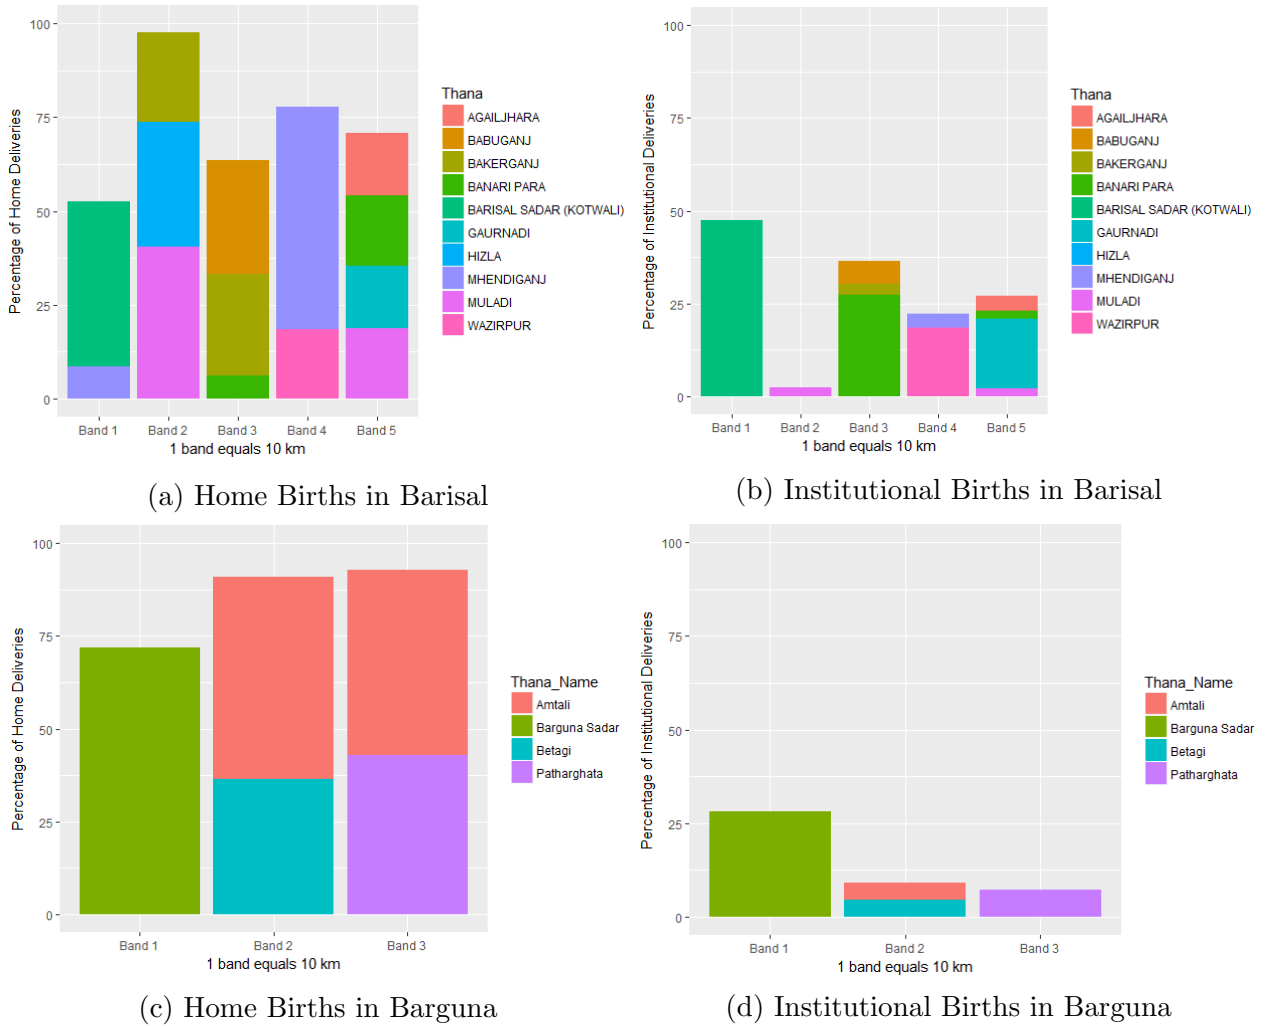 Percentage of Home Deliveries
100
75
50
25
0
Band 1 Band 2 Band 3 Band 4 Band 5
1 band equals 10 km
Thana
AGAILJHARA
BABUGANJ
BAKERGANJ
BANARI PARA
BARISAL SADAR (KOTWALI)
GAURNADI
HIZLA
MHENDIGANJ
MULADI
WAZIRPUR
(a) Home Births in Barisal
Percentage of Institutional Deliveries
100
75
50
25
0
Band 1 Band 2 Band 3 Band 4 Band 5
1 band equals 10 km
Thana
AGAILJHARA
BABUGANJ
BAKERGANJ
BANARI PARA
BARISAL SADAR (KOTWALI)
GAURNADI
HIZLA
MHENDIGANJ
MULADI
WAZIRPUR
(b) Institutional Births in Barisal
Percentage of Home Deliveries
100
75
50
25
0
Band 1 Band 2 Band 3
1 band equals 10 km
Thana_Name
Amtali
Barguna Sadar
Betagi
Patharghata
(c) Home Births in Barguna
Percentage of Institutional Deliveries
100
75
50
25
0
Band 1 Band 2 Band 3
1 band equals 10 km
Thana_Name
Amtali
Barguna Sadar
Betagi
Patharghata
(d) Institutional Births in Barguna